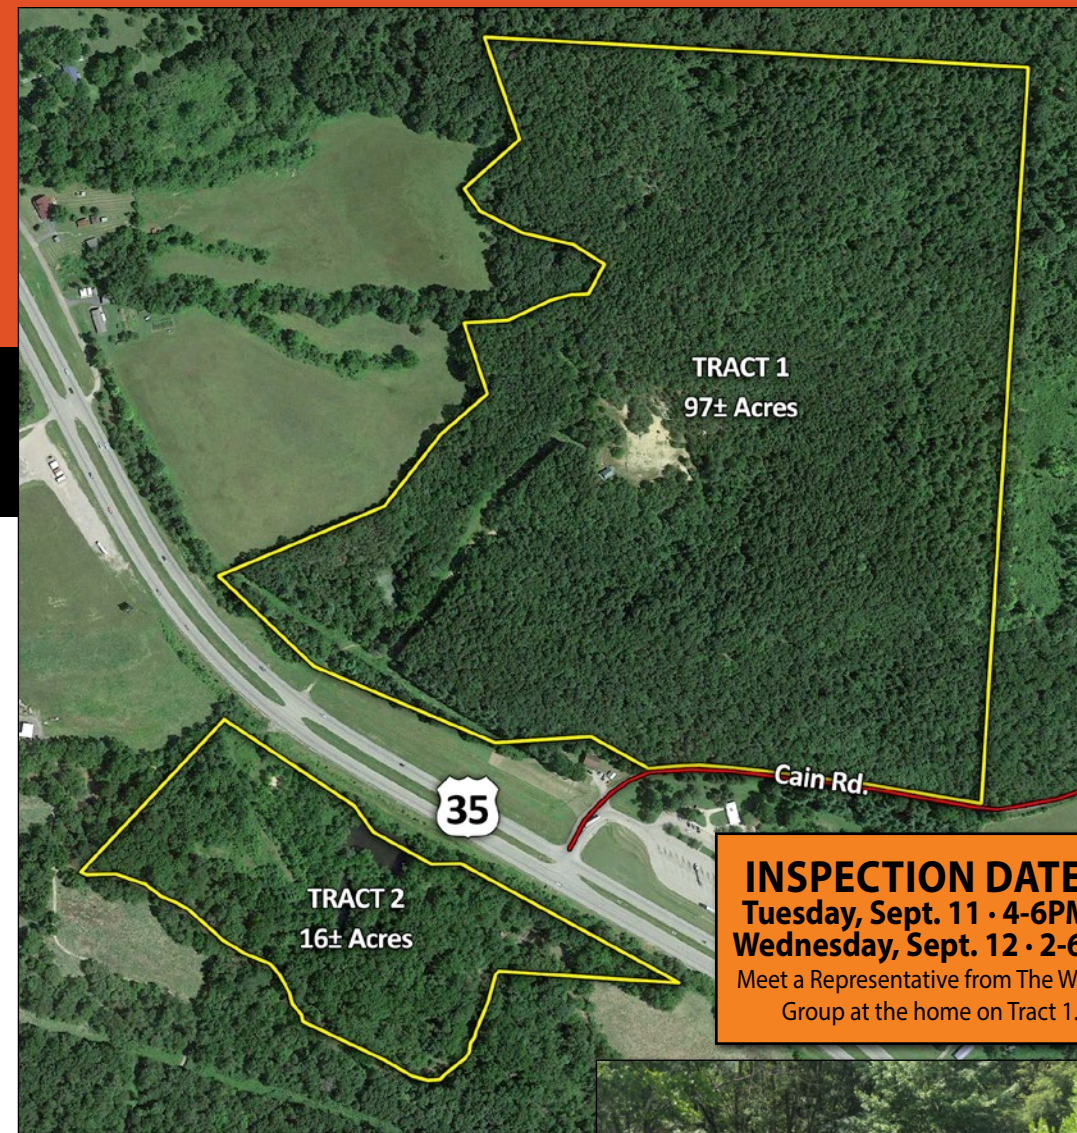 TRACT 1
97± Acres
Cain Rd.
35
TRACT 2
16± Acres
INSPECTION DATE
Tuesday, Sept. 11 · 4-6PM
Wednesday, Sept. 12 · 2-6
Meet a Representative from The
Group at the home on Tract 1.